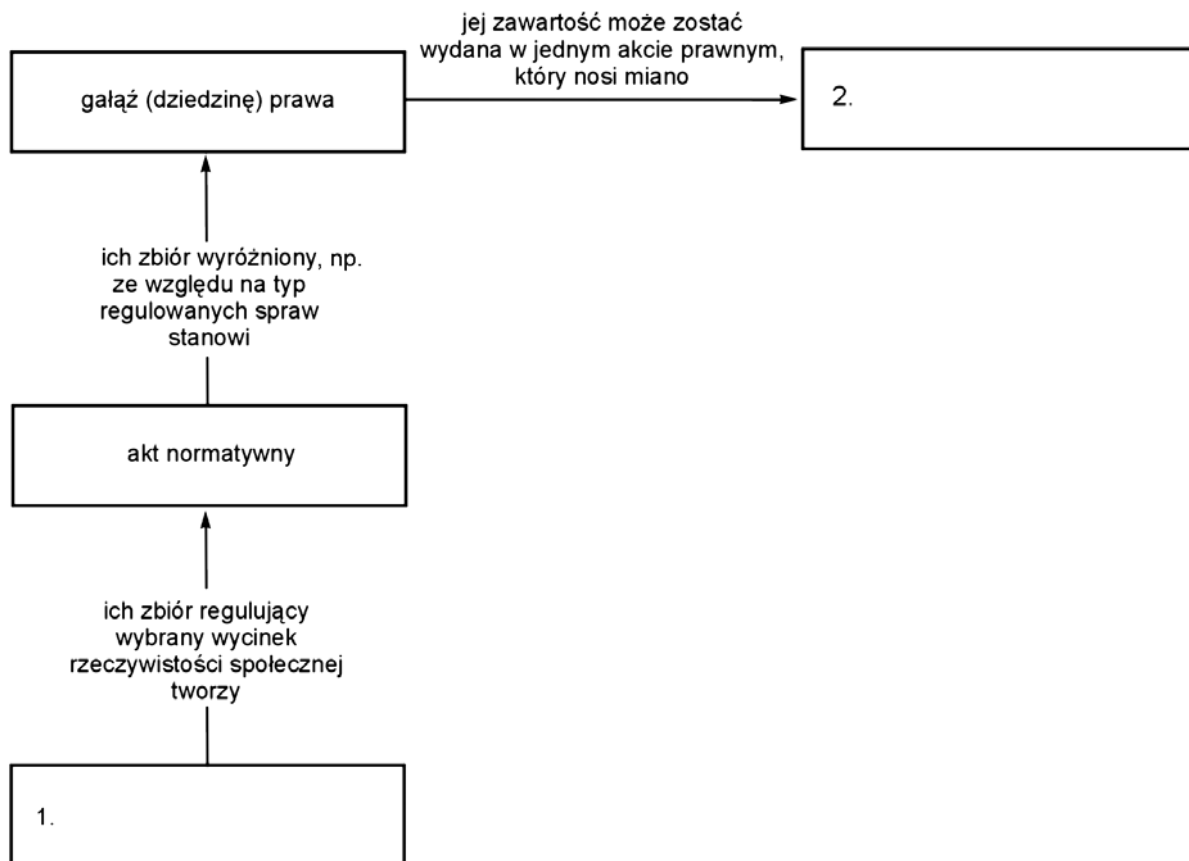 jej zawartość może zostać
wydana w jednym akcie prawnym,
który nosi miano
gałąź (dziedzinę) prawa
2.
ich zbiór wyróżniony, np.
ze względu na typ
regulowanych spraw
stanowi
akt normatywny
ich zbiór regulujący
wybrany wycinek
rzeczywistości społecznej
tworzy
1.